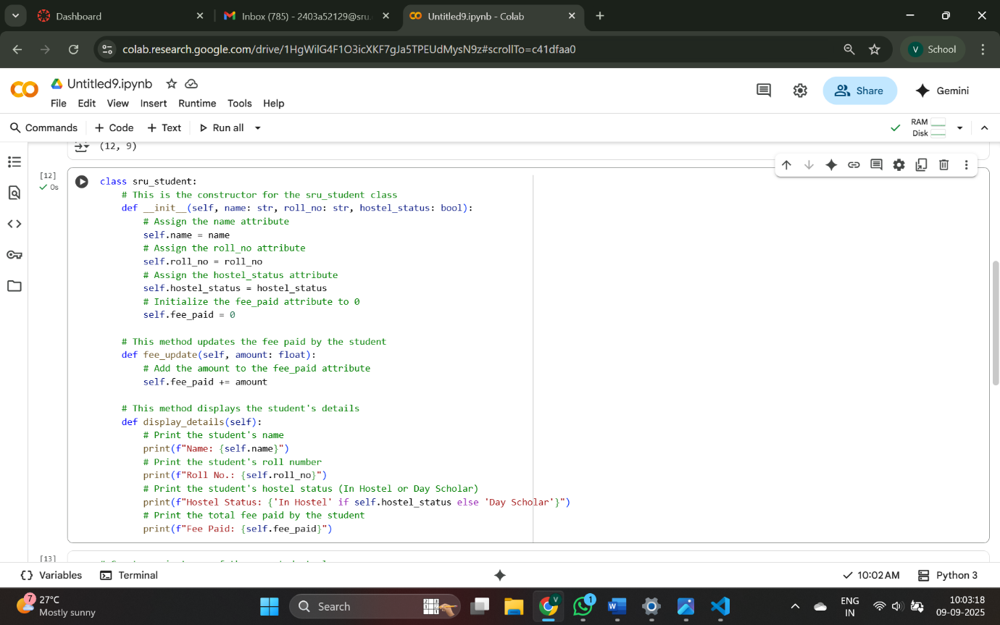 Dashboard
Inbox (785) - 2403a52129@sru.
Untitled9.ipynb - Colab
colab.research.google.com/drive/1HgWilG4F1O3icXKF7gJa5TPEUdMysN9z#scrollTo=c41dfaa0
V School
CO Untitled9.ipynb
File Edit View Insert Runtime Tools Help
Share
Gemini
Commands + Code + Text Run all
RAM
Disk
(12, 9)
[12]
0s
class sru_student:
    # This is the constructor for the sru_student class
    def __init__(self, name: str, roll_no: str, hostel_status: bool):
        # Assign the name attribute
        self.name = name
        # Assign the roll_no attribute
        self.roll_no = roll_no
        # Assign the hostel_status attribute
        self.hostel_status = hostel_status
        # Initialize the fee_paid attribute to 0
        self.fee_paid = 0
    # This method updates the fee paid by the student
    def fee_update(self, amount: float):
        # Add the amount to the fee_paid attribute
        self.fee_paid += amount
    # This method displays the student's details
    def display_details(self):
        # Print the student's name
        print(f"Name: {self.name}")
        # Print the student's roll number
        print(f"Roll No.: {self.roll_no}")
        # Print the student's hostel status (In Hostel or Day Scholar)
        print(f"Hostel Status: {'In Hostel' if self.hostel_status else 'Day Scholar'}")
        # Print the total fee paid by the student
        print(f"Fee Paid: {self.fee_paid}")
[13]
{} Variables Terminal
10:02 AM Python 3
7 27°C
Mostly sunny
Search
V
1
ENG
IN
10:03:18
09-09-2025